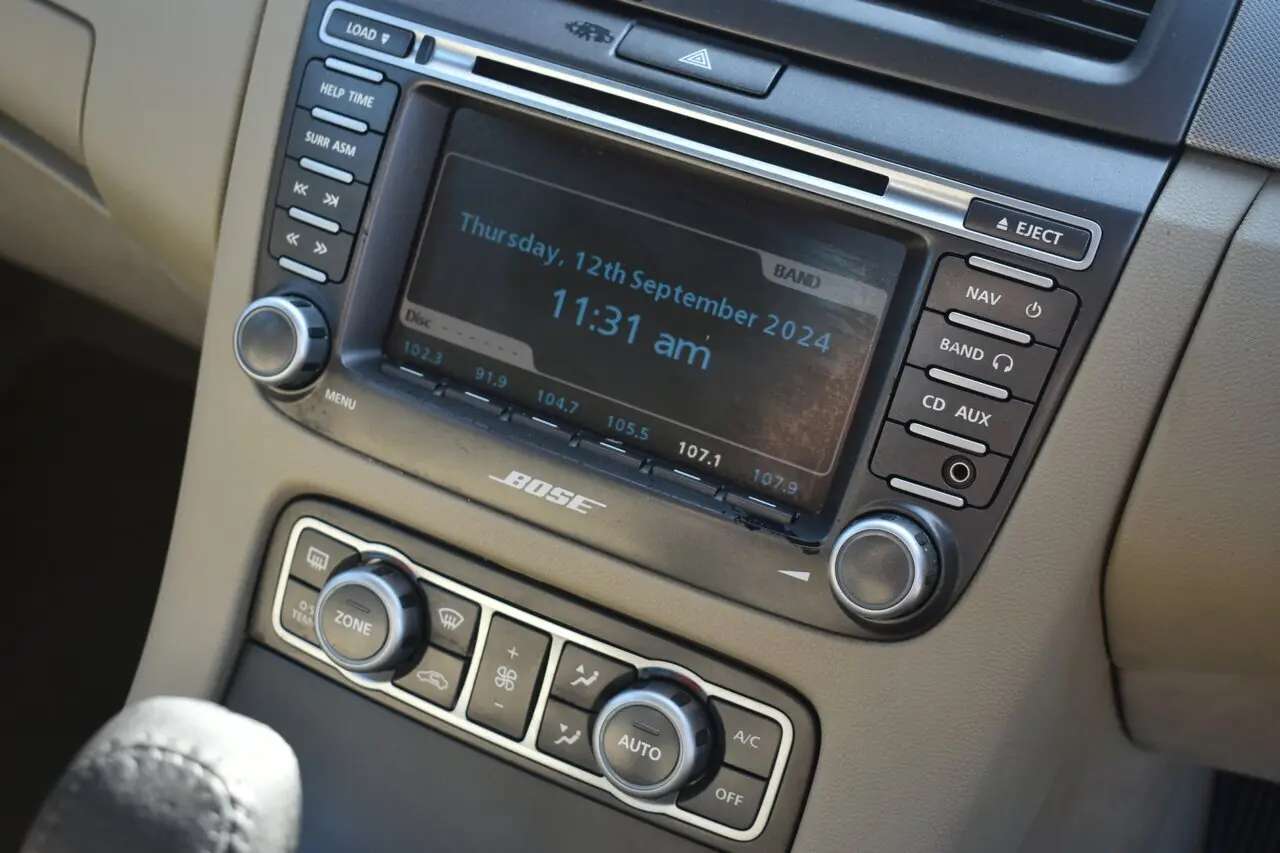 LOAD
HELP TIME
SURR ASM
EJECT
NAV
BAND
CD AUX
BAND
Thursday, 12th September 2024
11:31 am
Disc - - - - - -
102.3 91.9 104.7 105.5 107.1 107.9
MENU
BOSE
ZONE
+
-
AUTO
A/C
OFF